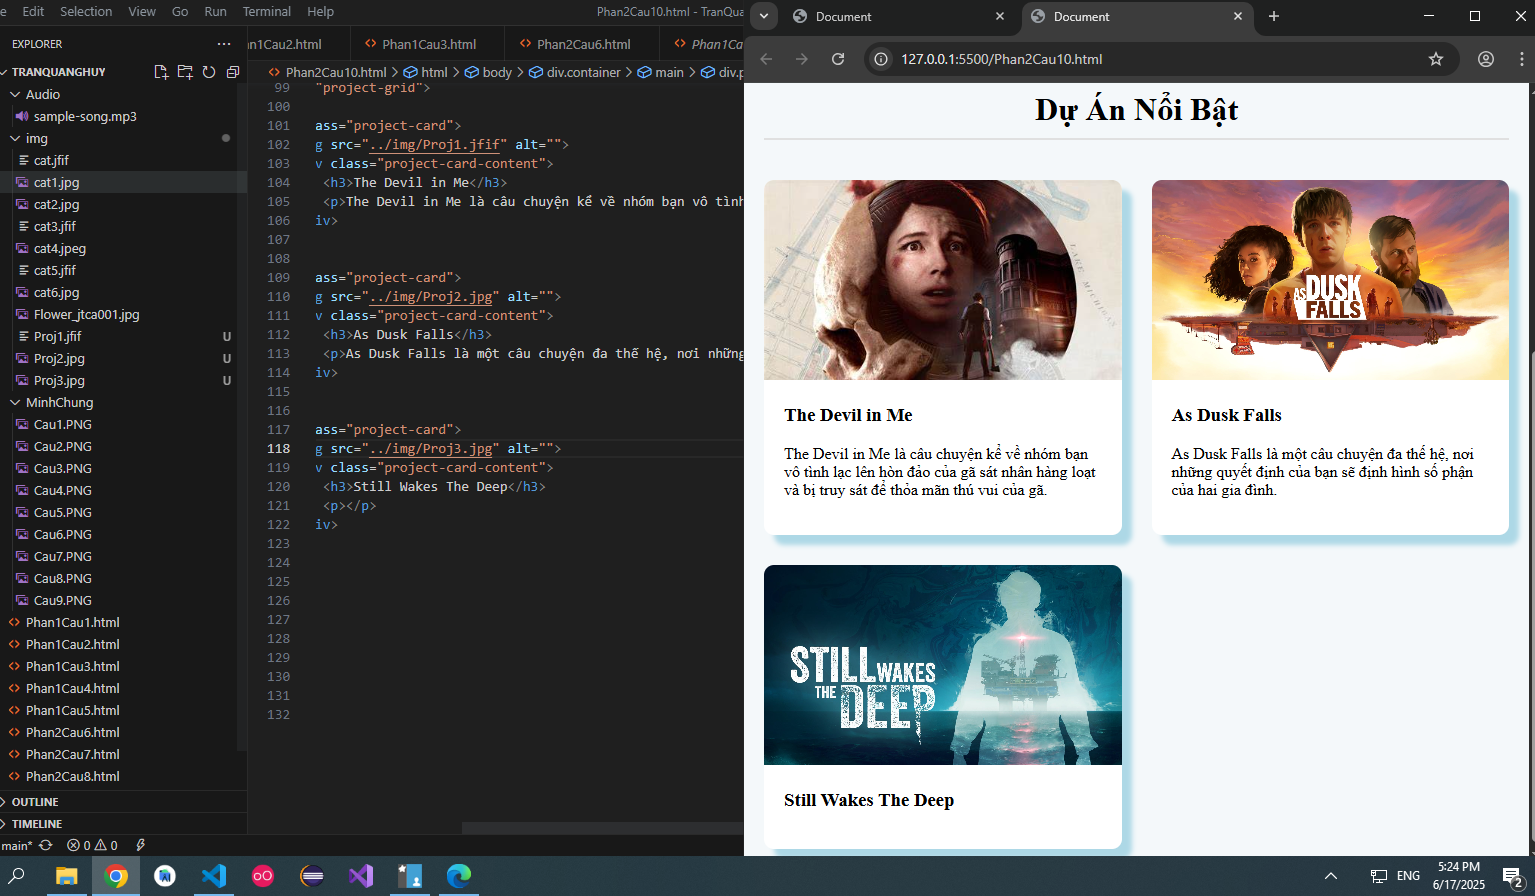 e Edit Selection View Go Run Terminal Help Phan2Cau10.html - TranQua
EXPLORER ···
TRANQUANGHUY
Audio
sample-song.mp3
img
cat.jfif
cat1.jpg
cat2.jpg
cat3.jfif
cat4.jpeg
cat5.jfif
cat6.jpg
Flower_jtca001.jpg
Proj1.jfif U
Proj2.jpg U
Proj3.jpg U
MinhChung
Cau1.PNG
Cau2.PNG
Cau3.PNG
Cau4.PNG
Cau5.PNG
Cau6.PNG
Cau7.PNG
Cau8.PNG
Cau9.PNG
Phan1Cau1.html
Phan1Cau2.html
Phan1Cau3.html
Phan1Cau4.html
Phan1Cau5.html
Phan2Cau6.html
Phan2Cau7.html
Phan2Cau8.html
OUTLINE
TIMELINE
main* 0 0
n1Cau2.html Phan1Cau3.html Phan2Cau6.html Phan1Ca
Phan2Cau10.html > html > body > div.container > main > div.p
99 "project-grid">
100
101 ass="project-card">
102 g src="../img/Proj1.jfif" alt="">
103 v class="project-card-content">
104 <h3>The Devil in Me</h3>
105 <p>The Devil in Me là câu chuyện kể về nhóm bạn vô tình
106 iv>
107
108
109 ass="project-card">
110 g src="../img/Proj2.jpg" alt="">
111 v class="project-card-content">
112 <h3>As Dusk Falls</h3>
113 <p>As Dusk Falls là một câu chuyện đa thế hệ, nơi những
114 iv>
115
116
117 ass="project-card">
118 g src="../img/Proj3.jpg" alt="">
119 v class="project-card-content">
120 <h3>Still Wakes The Deep</h3>
121 <p></p>
122 iv>
123
124
125
126
127
128
129
130
131
132
Document Document
127.0.0.1:5500/Phan2Cau10.html
Dự Án Nổi Bật
LAKE MICHIGAN
The Devil in Me
The Devil in Me là câu chuyện kể về nhóm bạn
vô tình lạc lên hòn đảo của gã sát nhân hàng loạt
và bị truy sát để thỏa mãn thú vui của gã.
AS DUSK
FALLS
As Dusk Falls
As Dusk Falls là một câu chuyện đa thế hệ, nơi
những quyết định của bạn sẽ định hình số phận
của hai gia đình.
STILL WAKES
THE DEEP
Still Wakes The Deep
ENG
5:24 PM
6/17/2025
2